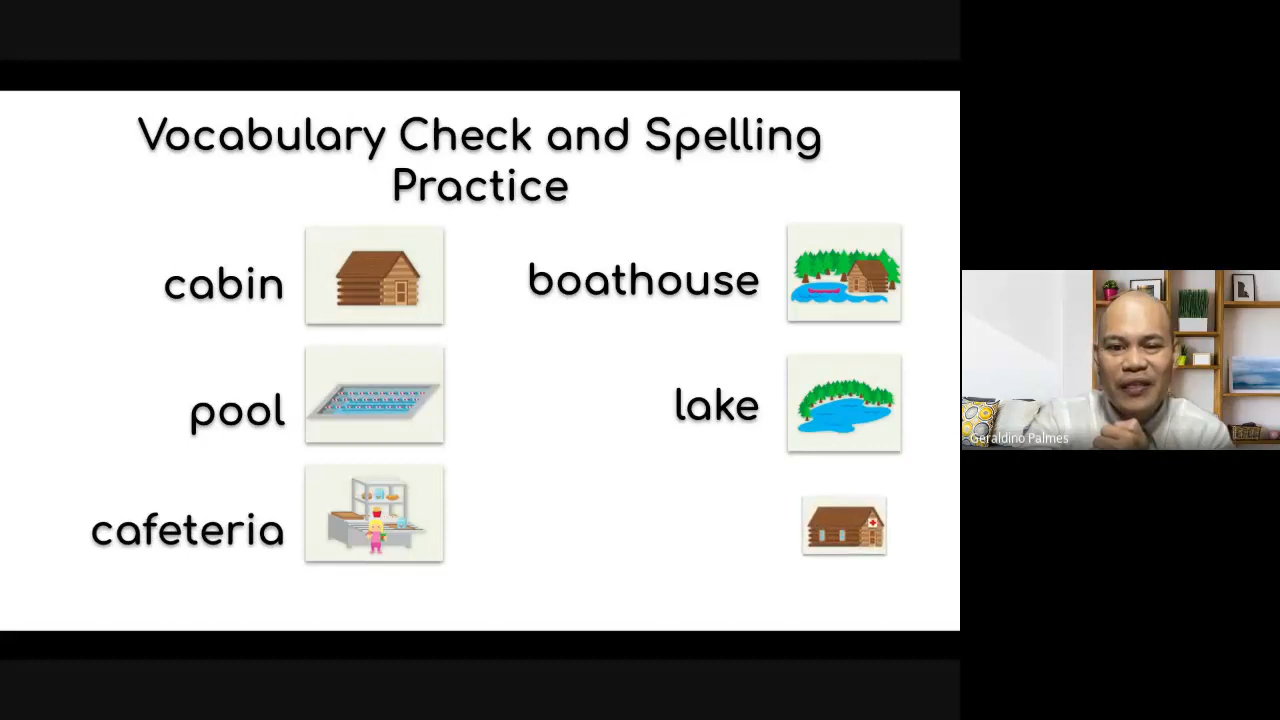 Vocabulary Check and Spelling
Practice
cabin
boathouse
pool
lake
cafeteria
Geraldino Palmes